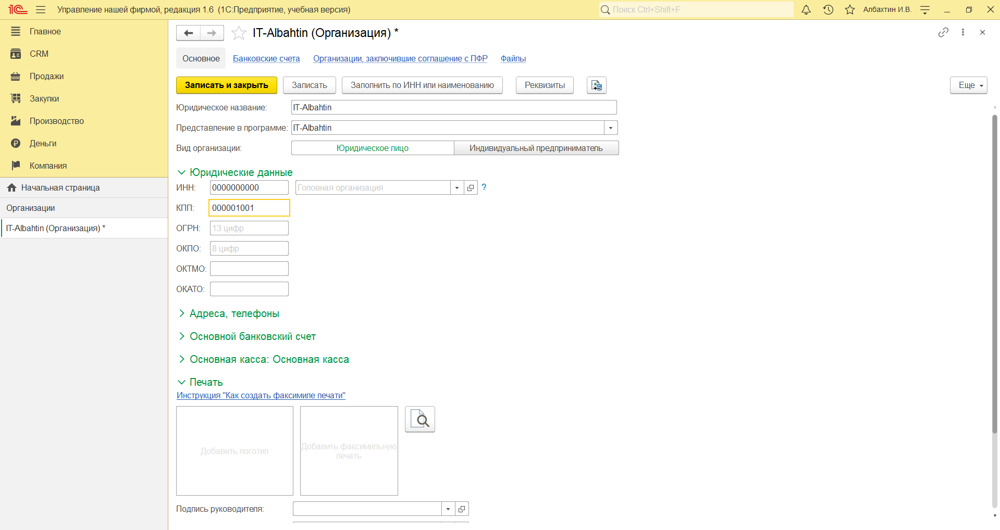 1С Управление нашей фирмой, редакция 1.6 (1С:Предприятие, учебная версия)
Поиск Ctrl+Shift+F
Албахтин И.В.
Главное
CRM
Продажи
Закупки
Производство
Деньги
Компания
Начальная страница
Организации
IT-Albahtin (Организация) *
IT-Albahtin (Организация) *
Основное Банковские счета Организации, заключившие соглашение с ПФР Файлы
Записать и закрыть Записать Заполнить по ИНН или наименованию Реквизиты Еще
Юридическое название: IT-Albahtin
Представление в программе: IT-Albahtin
Вид организации: Юридическое лицо Индивидуальный предприниматель
Юридические данные
ИНН: 0000000000 Головная организация ?
КПП: 000001001
ОГРН: 13 цифр
ОКПО: 8 цифр
ОКТМО:
ОКАТО:
Адреса, телефоны
Основной банковский счет
Основная касса: Основная касса
Печать
Инструкция "Как создать факсимиле печати"
Добавить логотип
Добавить факсимильную
печать
Подпись руководителя: